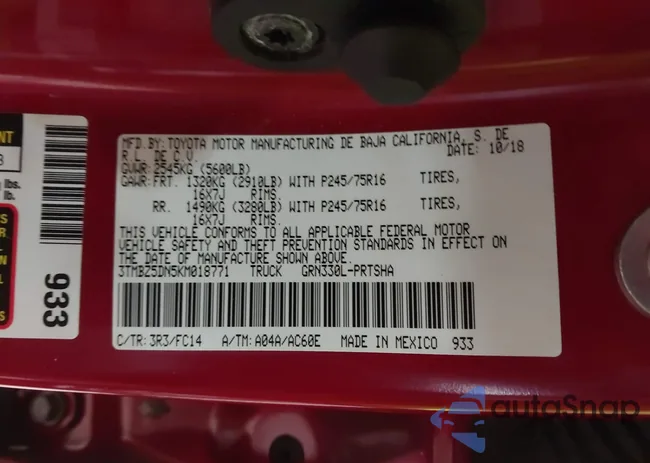 MFD.BY: TOYOTA MOTOR MANUFACTURING DE BAJA CALIFORNIA, S. DE
R.L. DE C.V. DATE: 10/18
GVWR: 2545KG (5600LB)
GAWR: FRT. 1320KG (2910LB) WITH P245/75R16 TIRES,
16X7J RIMS.
RR. 1490KG (3280LB) WITH P245/75R16 TIRES,
16X7J RIMS.
THIS VEHICLE CONFORMS TO ALL APPLICABLE FEDERAL MOTOR
VEHICLE SAFETY AND THEFT PREVENTION STANDARDS IN EFFECT ON
THE DATE OF MANUFACTURE SHOWN ABOVE.
3TMBZ5DN5KM018771 TRUCK GRN330L-PRTSHA
C/TR: 3R3/FC14 A/TM: A04A/AC60E MADE IN MEXICO 933
NT
lbs.
lb.
933
autoSnap